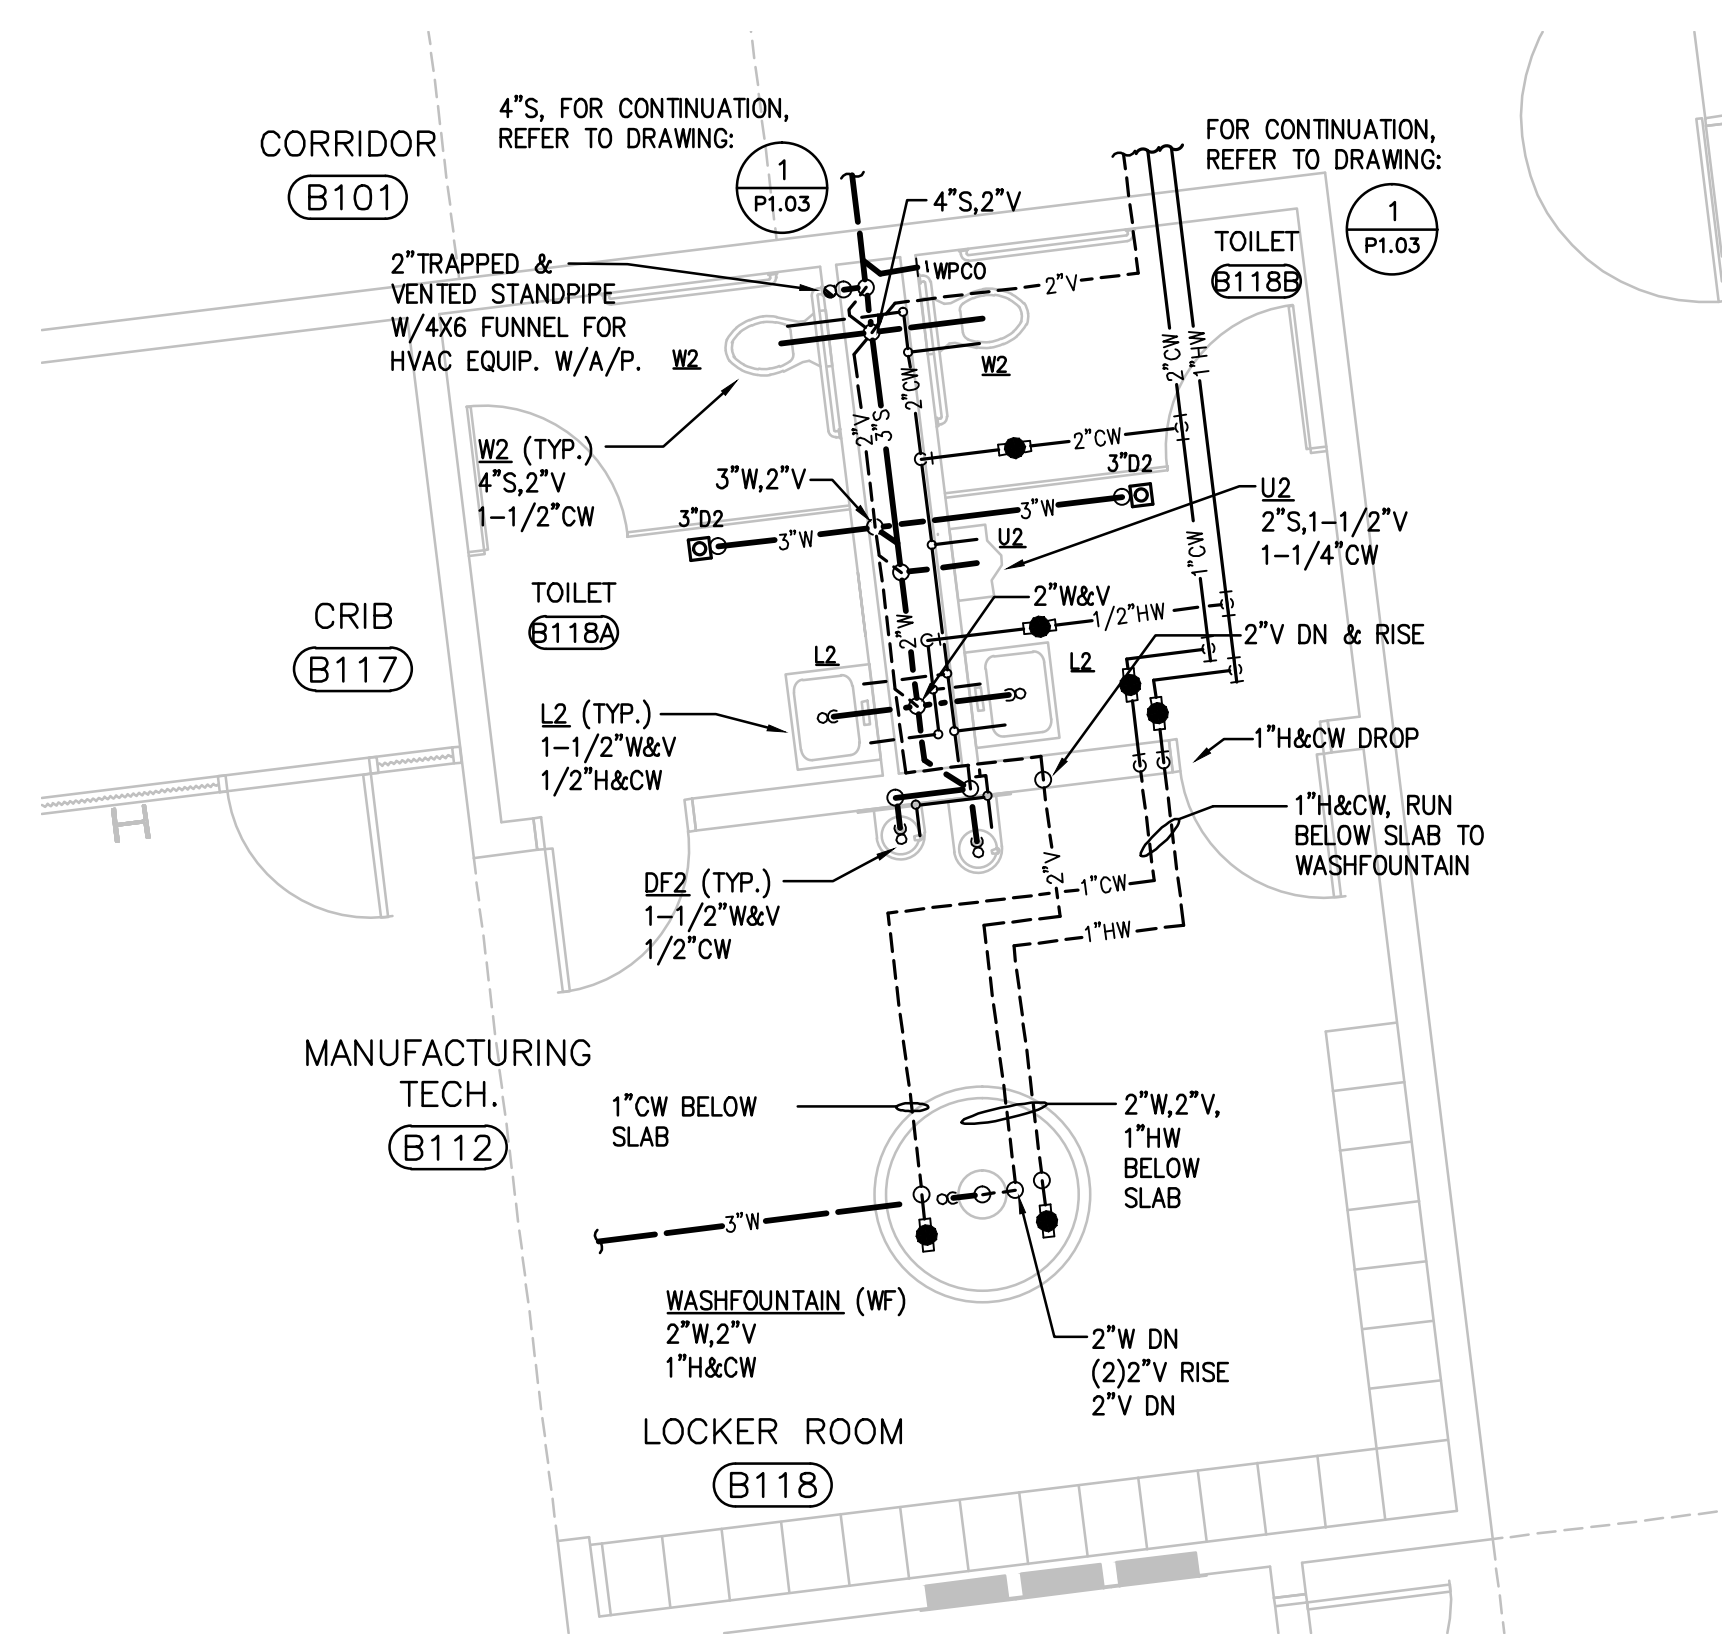 4"S, FOR CONTINUATION,
REFER TO DRAWING:
1
P1.03
FOR CONTINUATION,
REFER TO DRAWING:
1
P1.03
CORRIDOR
B101
4"S,2"V
TOILET
B118B
2"TRAPPED &
VENTED STANDPIPE
W/4X6 FUNNEL FOR
HVAC EQUIP. W/A/P.
WPCO
2"V
W2
W2
2"CW
1"HW
2"CW
2"V
3"S
2"CW
W2 (TYP.)
4"S,2"V
1-1/2"CW
3"W,2"V
3"D2
3"D2
3"W
3"W
U2
U2
2"S,1-1/2"V
1-1/4"CW
1"CW
TOILET
B118A
CRIB
B117
2"W&V
1/2"HW
2"W
2"V DN & RISE
L2
L2
L2 (TYP.)
1-1/2"W&V
1/2"H&CW
1"H&CW DROP
1"H&CW, RUN
BELOW SLAB TO
WASHFOUNTAIN
DF2 (TYP.)
1-1/2"W&V
1/2"CW
2"V
1"CW
1"HW
MANUFACTURING
TECH.
B112
1"CW BELOW
SLAB
2"W,2"V,
1"HW
BELOW
SLAB
3"W
WASHFOUNTAIN (WF)
2"W,2"V
1"H&CW
2"W DN
(2)2"V RISE
2"V DN
LOCKER ROOM
B118